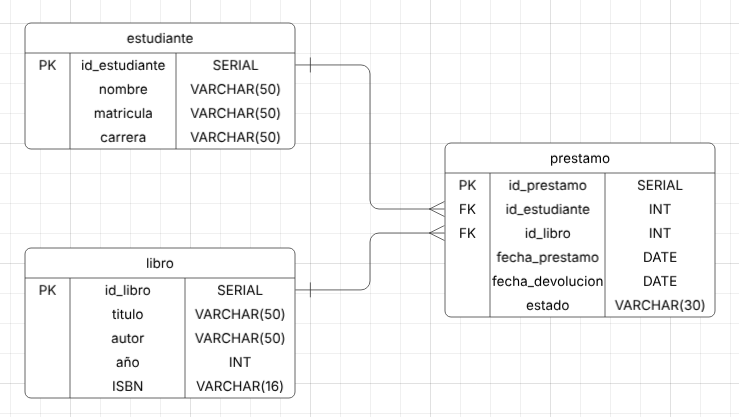 estudiante
PK id_estudiante SERIAL
nombre VARCHAR(50)
matricula VARCHAR(50)
carrera VARCHAR(50)
prestamo
PK id_prestamo SERIAL
FK id_estudiante INT
FK id_libro INT
fecha_prestamo DATE
fecha_devolucion DATE
estado VARCHAR(30)
libro
PK id_libro SERIAL
titulo VARCHAR(50)
autor VARCHAR(50)
año INT
ISBN VARCHAR(16)